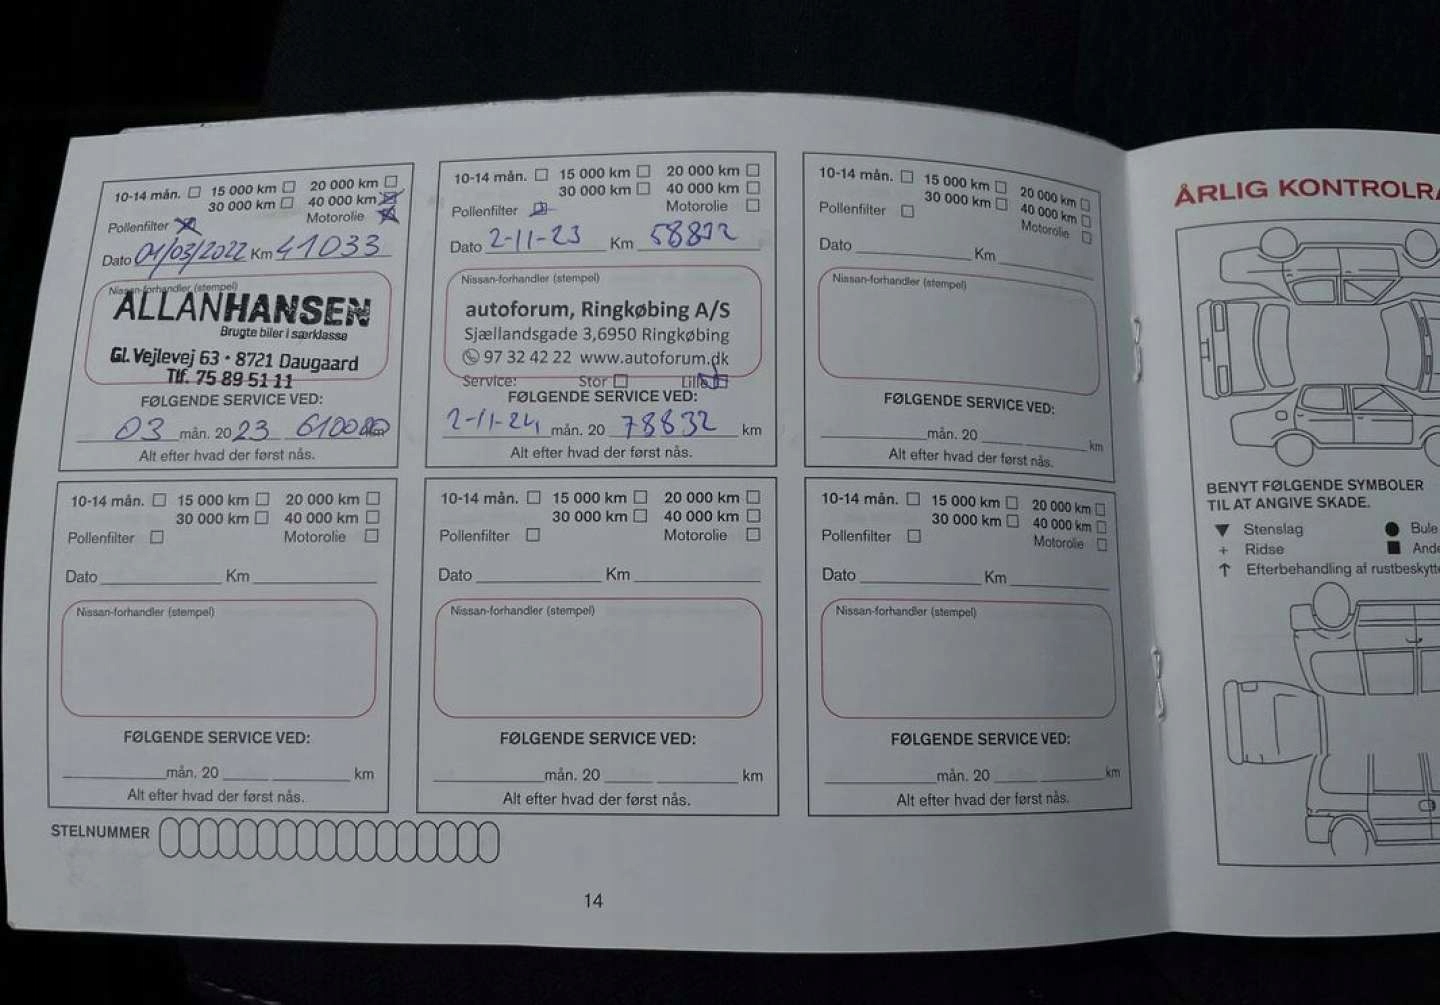 10-14 mån. 15 000 km 20 000 km
30 000 km 40 000 km
Pollenfilter Motorolie
Dato 01/03/2022 Km 41033
Nissan-forhandler (stempel)
ALLANHANSEN
Brugte biler i særklasse
Gl. Vejlevej 63 • 8721 Daugaard
Tlf. 75 89 51 11
FØLGENDE SERVICE VED:
03 mån. 2023 km
Alt efter hvad der først nås.
10-14 mån. 15 000 km 20 000 km
30 000 km 40 000 km
Pollenfilter Motorolie
Dato 2-11-23 Km
Nissan-forhandler (stempel)
autoforum, Ringkøbing A/S
Sjællandsgade 3,6950 Ringkøbing
97 32 42 22 www.autoforum.dk
Service: Stor Lille
FØLGENDE SERVICE VED:
2-11-24 mån. 20 78832 km
Alt efter hvad der først nås.
10-14 mån. 15 000 km 20 000 km
30 000 km 40 000 km
Pollenfilter Motorolie
Dato Km
Nissan-forhandler (stempel)
FØLGENDE SERVICE VED:
mån. 20 km
Alt efter hvad der først nås.
10-14 mån. 15 000 km 20 000 km
30 000 km 40 000 km
Pollenfilter Motorolie
Dato Km
Nissan-forhandler (stempel)
FØLGENDE SERVICE VED:
mån. 20 km
Alt efter hvad der først nås.
10-14 mån. 15 000 km 20 000 km
30 000 km 40 000 km
Pollenfilter Motorolie
Dato Km
Nissan-forhandler (stempel)
FØLGENDE SERVICE VED:
mån. 20 km
Alt efter hvad der først nås.
10-14 mån. 15 000 km 20 000 km
30 000 km 40 000 km
Pollenfilter Motorolie
Dato Km
Nissan-forhandler (stempel)
FØLGENDE SERVICE VED:
mån. 20 km
Alt efter hvad der først nås.
STELNUMMER
14
ÅRLIG KONTROLRA
BENYT FØLGENDE SYMBOLER
TIL AT ANGIVE SKADE.
▼ Stenslag ● Bule
+ Ridse ■ Ande
↑ Efterbehandling af rustbeskytte